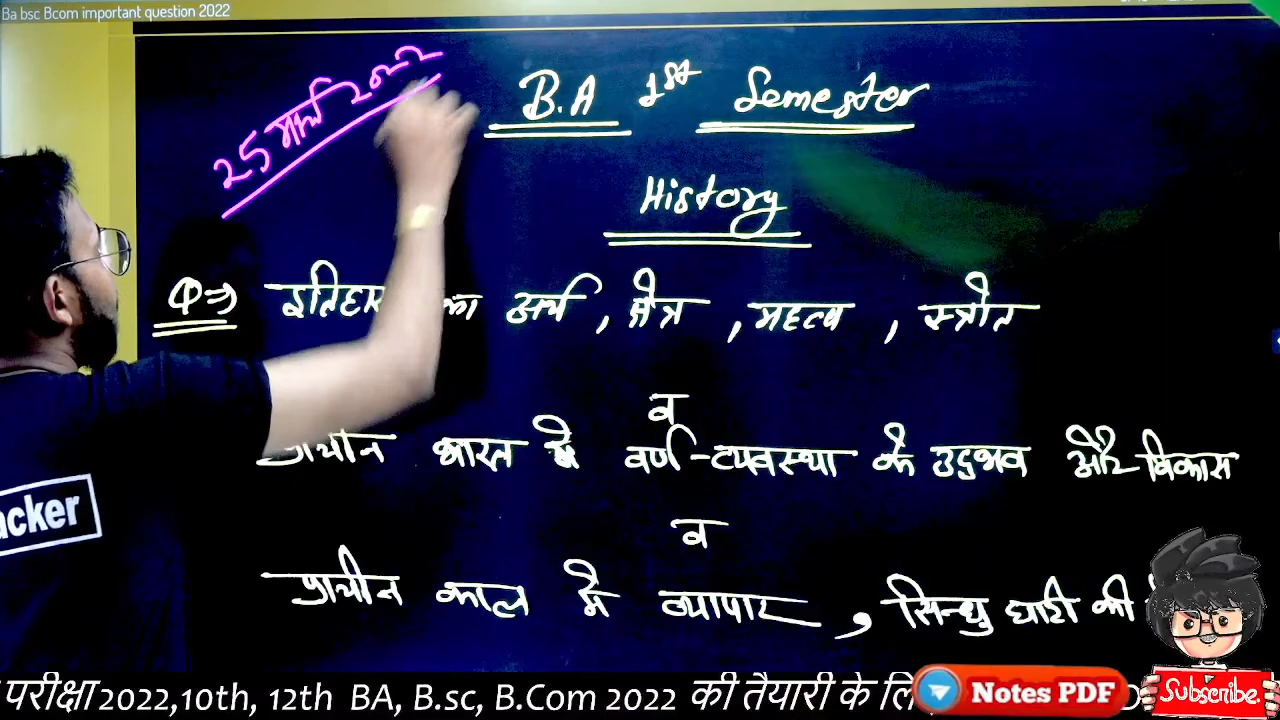 Ba bsc Bcom important question 2022
25 मार्च 2022
B.A 1st Semester
History
Q⇒ इतिहास का अर्थ, क्षेत्र, महत्व, स्त्रोत
व
प्राचीन भारत में वर्ण-व्यवस्था के उद्भव और विकास
व
प्राचीन काल में व्यापार, सिन्धु घाटी की
acker
परीक्षा 2022,10th, 12th BA, B.sc, B.Com 2022 की तैयारी के लि
Notes PDF
Subscribe.